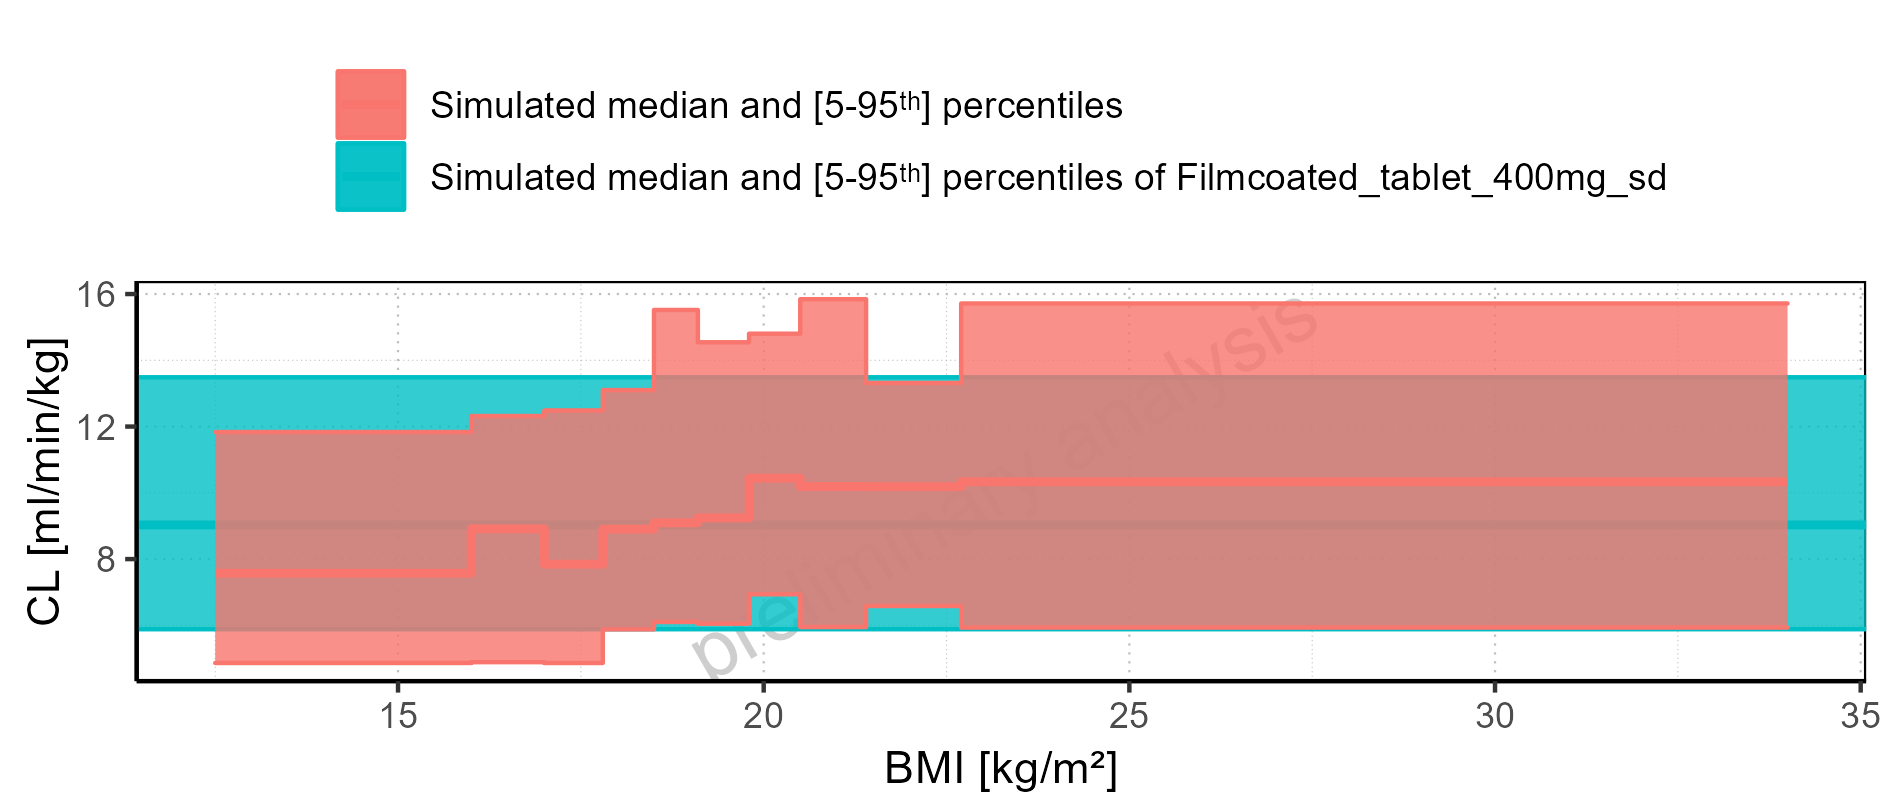 Simulated median and [5-95th] percentiles
Simulated median and [5-95th] percentiles of Filmcoated_tablet_400mg_sd
16
12
8
CL [ml/min/kg]
preliminary analysis
15 20 25 30 35
BMI [kg/m²]